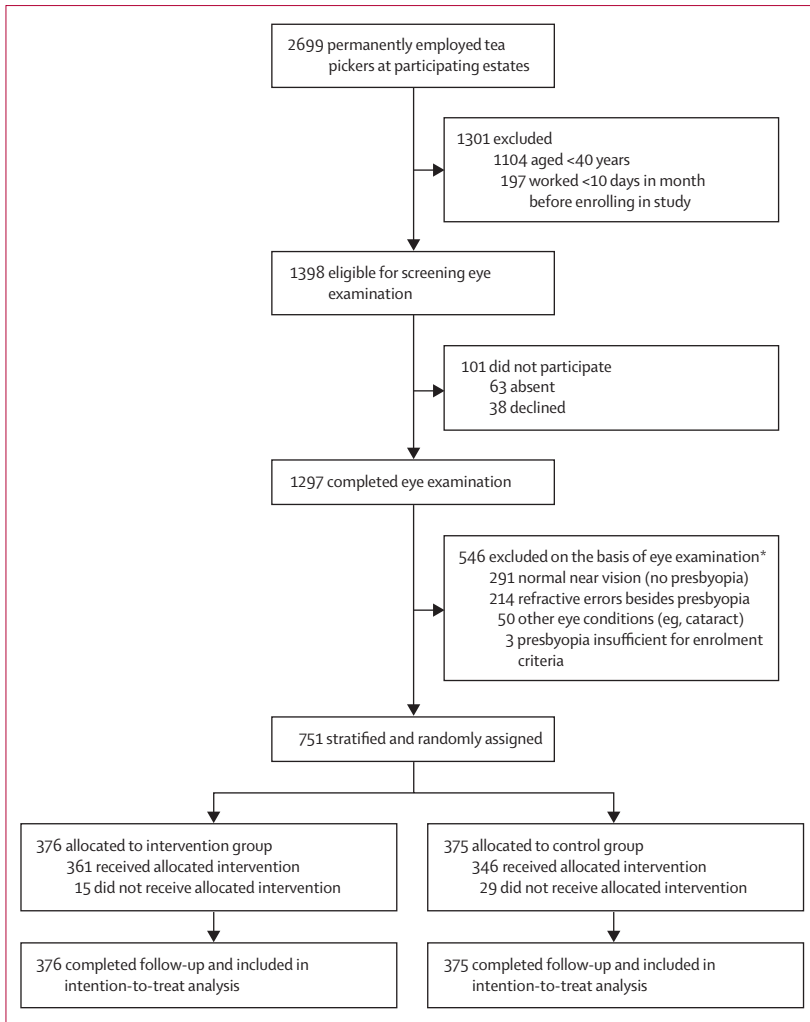 2699 permanently employed tea
pickers at participating estates
1301 excluded
1104 aged <40 years
197 worked <10 days in month
before enrolling in study
1398 eligible for screening eye
examination
101 did not participate
63 absent
38 declined
1297 completed eye examination
546 excluded on the basis of eye examination*
291 normal near vision (no presbyopia)
214 refractive errors besides presbyopia
50 other eye conditions (eg, cataract)
3 presbyopia insufficient for enrolment
criteria
751 stratified and randomly assigned
376 allocated to intervention group
361 received allocated intervention
15 did not receive allocated intervention
375 allocated to control group
346 received allocated intervention
29 did not receive allocated intervention
376 completed follow-up and included in
intention-to-treat analysis
375 completed follow-up and included in
intention-to-treat analysis